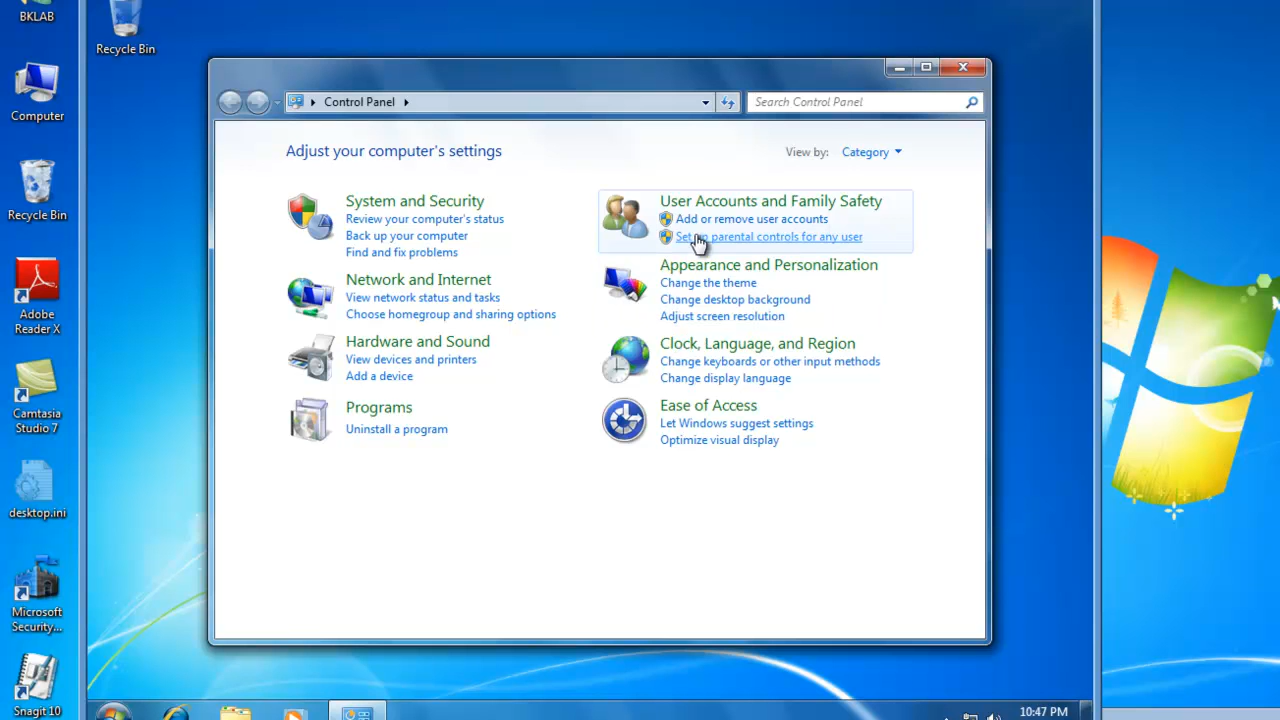 BKLAB
Computer
Recycle Bin
Adobe
Reader X
Camtasia
Studio 7
desktop.ini
Microsoft
Security...
Snagit 10
Recycle Bin
Control Panel
Search Control Panel
Adjust your computer's settings
View by: Category
System and Security
Review your computer's status
Back up your computer
Find and fix problems
Network and Internet
View network status and tasks
Choose homegroup and sharing options
Hardware and Sound
View devices and printers
Add a device
Programs
Uninstall a program
User Accounts and Family Safety
Add or remove user accounts
Set up parental controls for any user
Appearance and Personalization
Change the theme
Change desktop background
Adjust screen resolution
Clock, Language, and Region
Change keyboards or other input methods
Change display language
Ease of Access
Let Windows suggest settings
Optimize visual display
10:47 PM